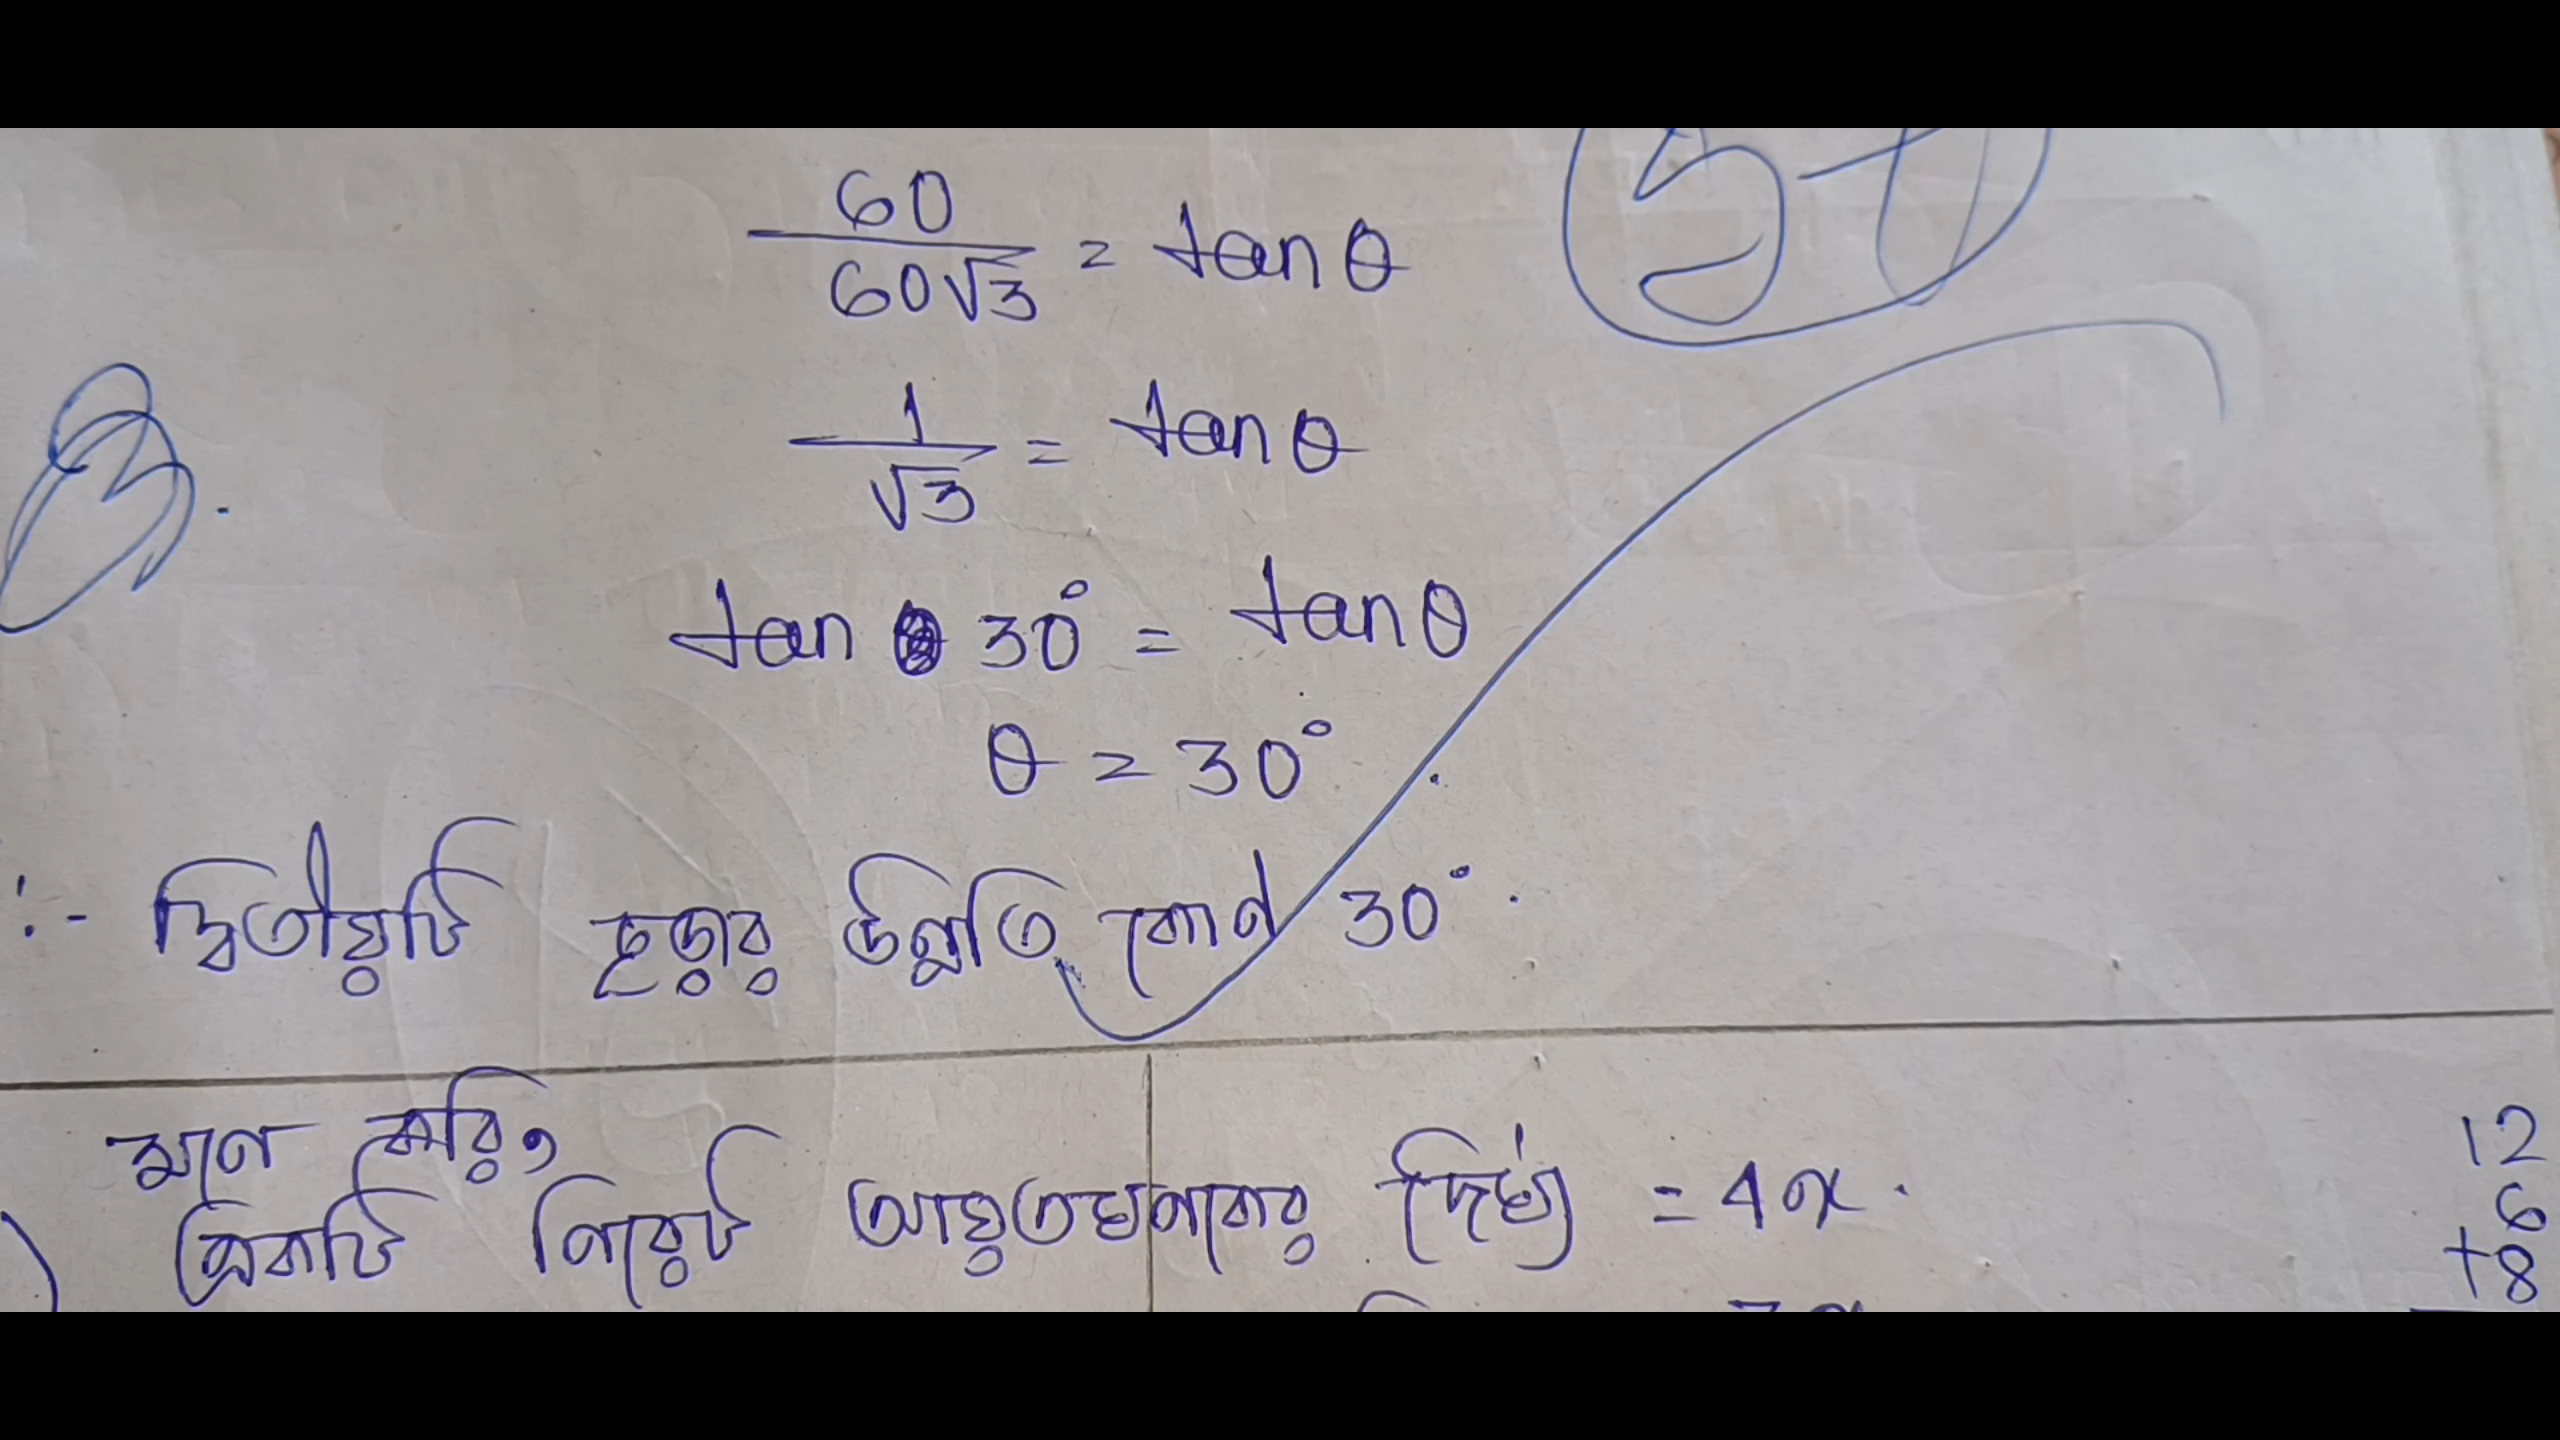 60/60√3 = tan θ
1/√3 = tan θ
tan 30° = tan θ
θ = 30°
∴ দ্বিতীয়টি চূড়ার উন্নতি কোণ 30°.
মনে করি,
একটি নিরেট আয়তঘনকের দৈর্ঘ্য = 4x.
12
6
+8